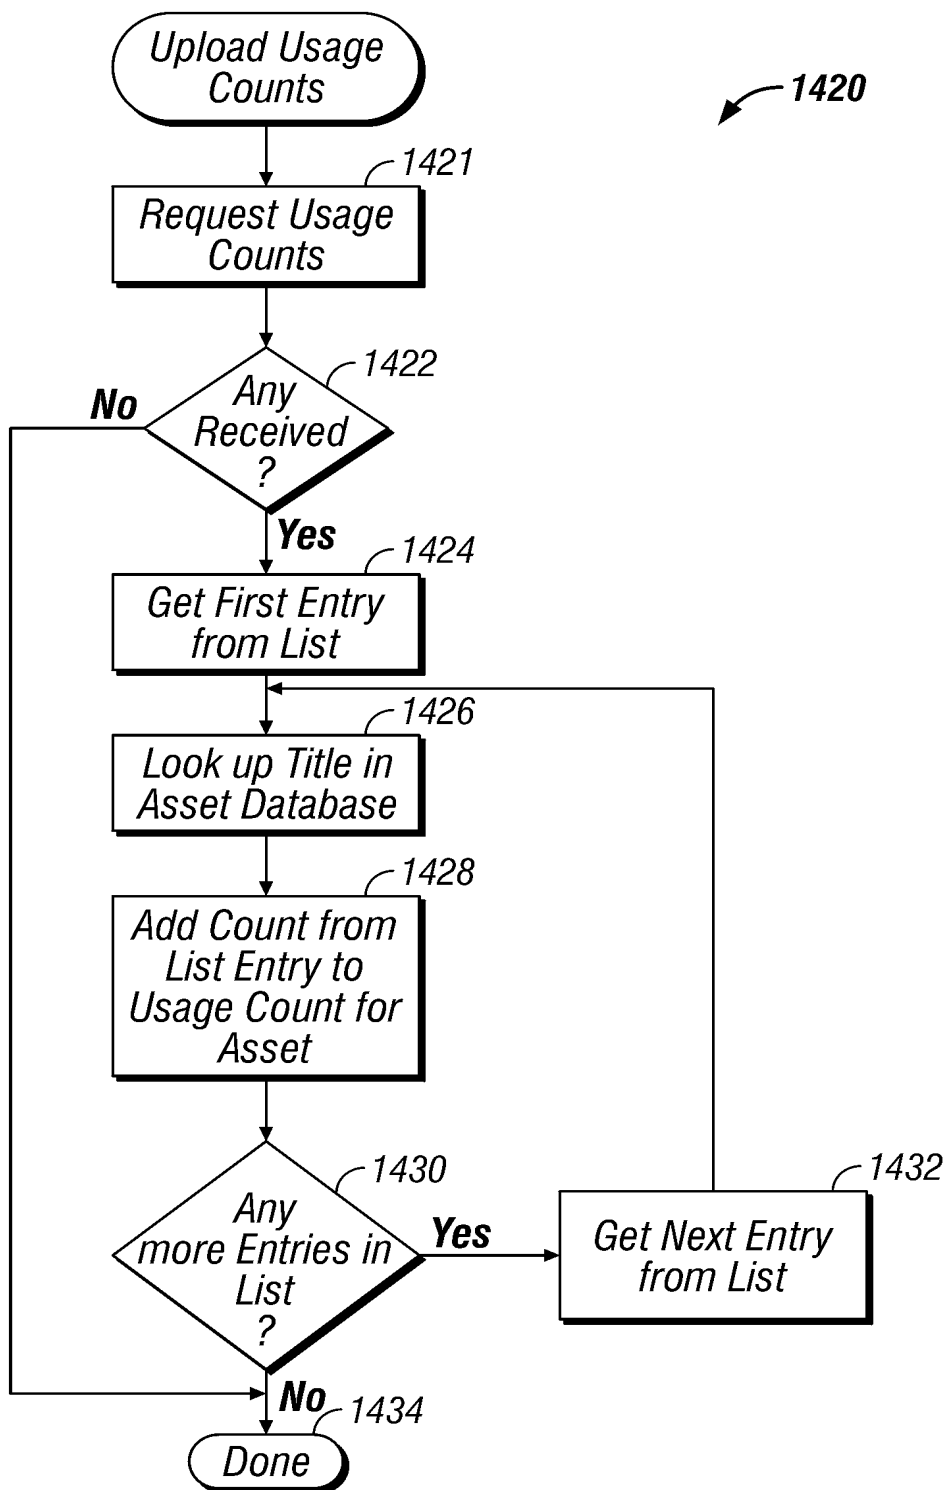 Upload Usage
Counts
1420
1421
Request Usage
Counts
1422
Any
Received
?
No
Yes
1424
Get First Entry
from List
1426
Look up Title in
Asset Database
1428
Add Count from
List Entry to
Usage Count for
Asset
1430
Any
more Entries in
List
?
Yes
1432
Get Next Entry
from List
No
1434
Done